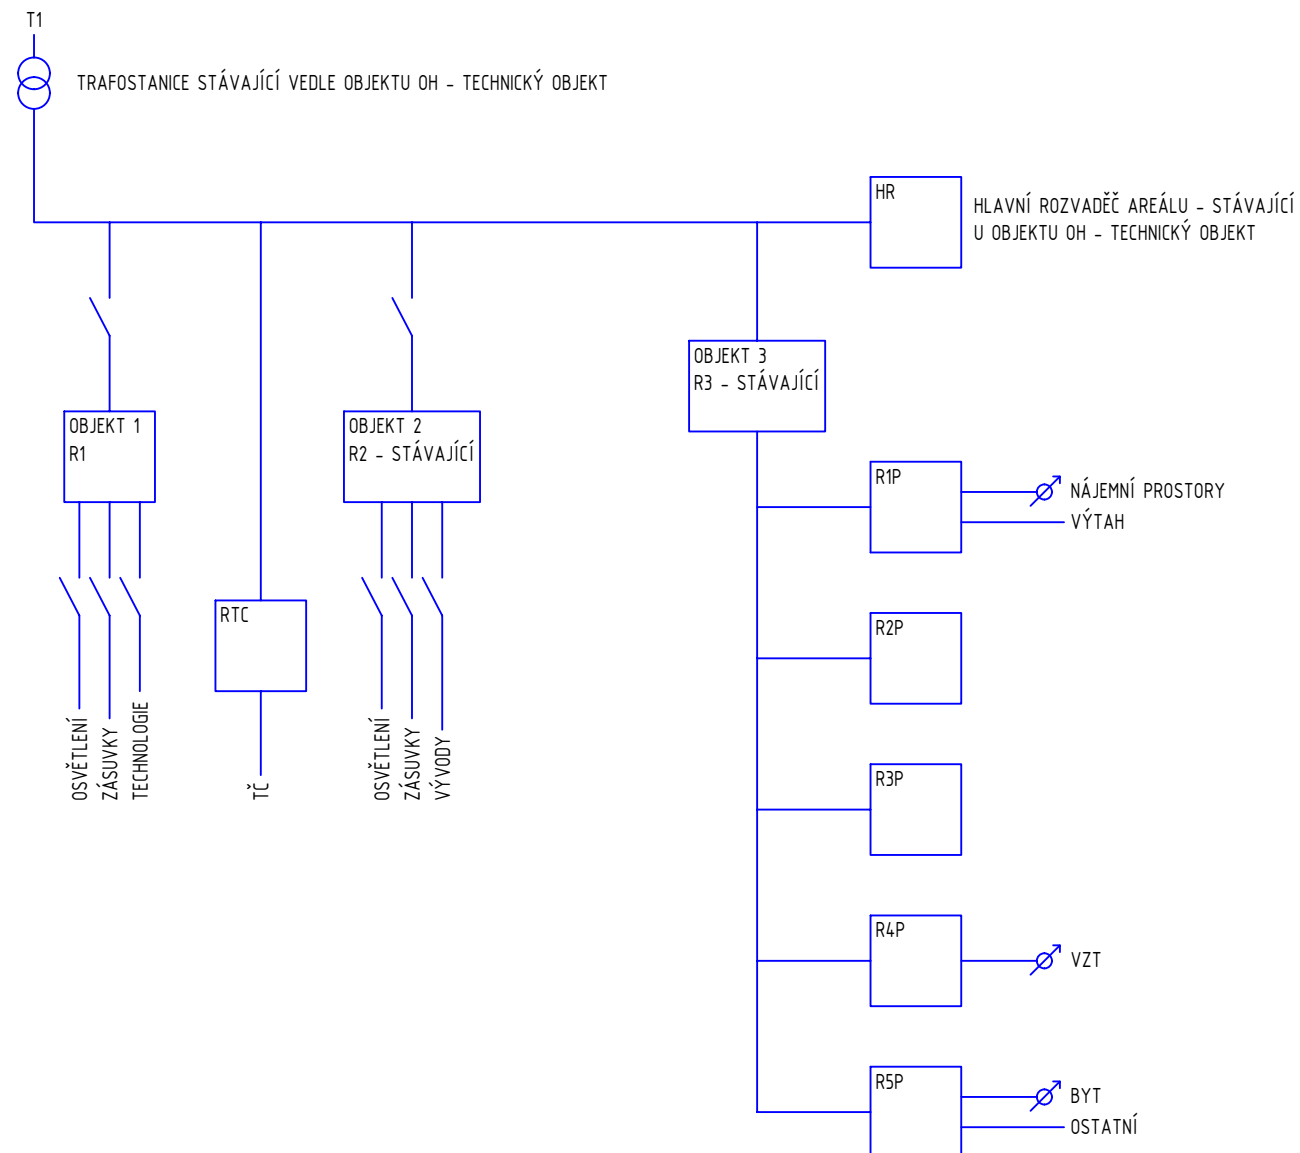 T1
TRAFOSTANICE STÁVAJÍCÍ VEDLE OBJEKTU OH - TECHNICKÝ OBJEKT
HR
HLAVNÍ ROZVADĚČ AREÁLU - STÁVAJÍCÍ
U OBJEKTU OH - TECHNICKÝ OBJEKT
OBJEKT 1
R1
OSVĚTLENÍ
ZÁSUVKY
TECHNOLOGIE
RTC
TČ
OBJEKT 2
R2 - STÁVAJÍCÍ
OSVĚTLENÍ
ZÁSUVKY
VÝVODY
OBJEKT 3
R3 - STÁVAJÍCÍ
R1P
NÁJEMNÍ PROSTORY
VÝTAH
R2P
R3P
R4P
VZT
R5P
BYT
OSTATNÍ